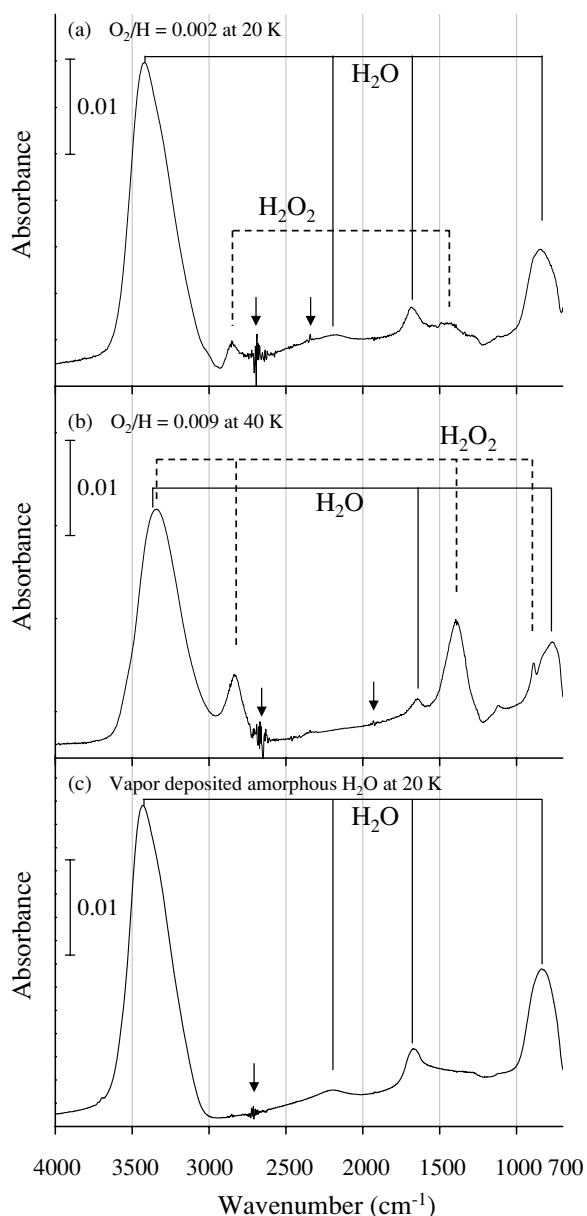 (a) O₂/H = 0.002 at 20 K
H₂O
0.01
H₂O₂
Absorbance
(b) O₂/H = 0.009 at 40 K
H₂O₂
0.01
H₂O
Absorbance
(c) Vapor deposited amorphous H₂O at 20 K
H₂O
0.01
Absorbance
4000 3500 3000 2500 2000 1500 1000 700
Wavenumber (cm⁻¹)